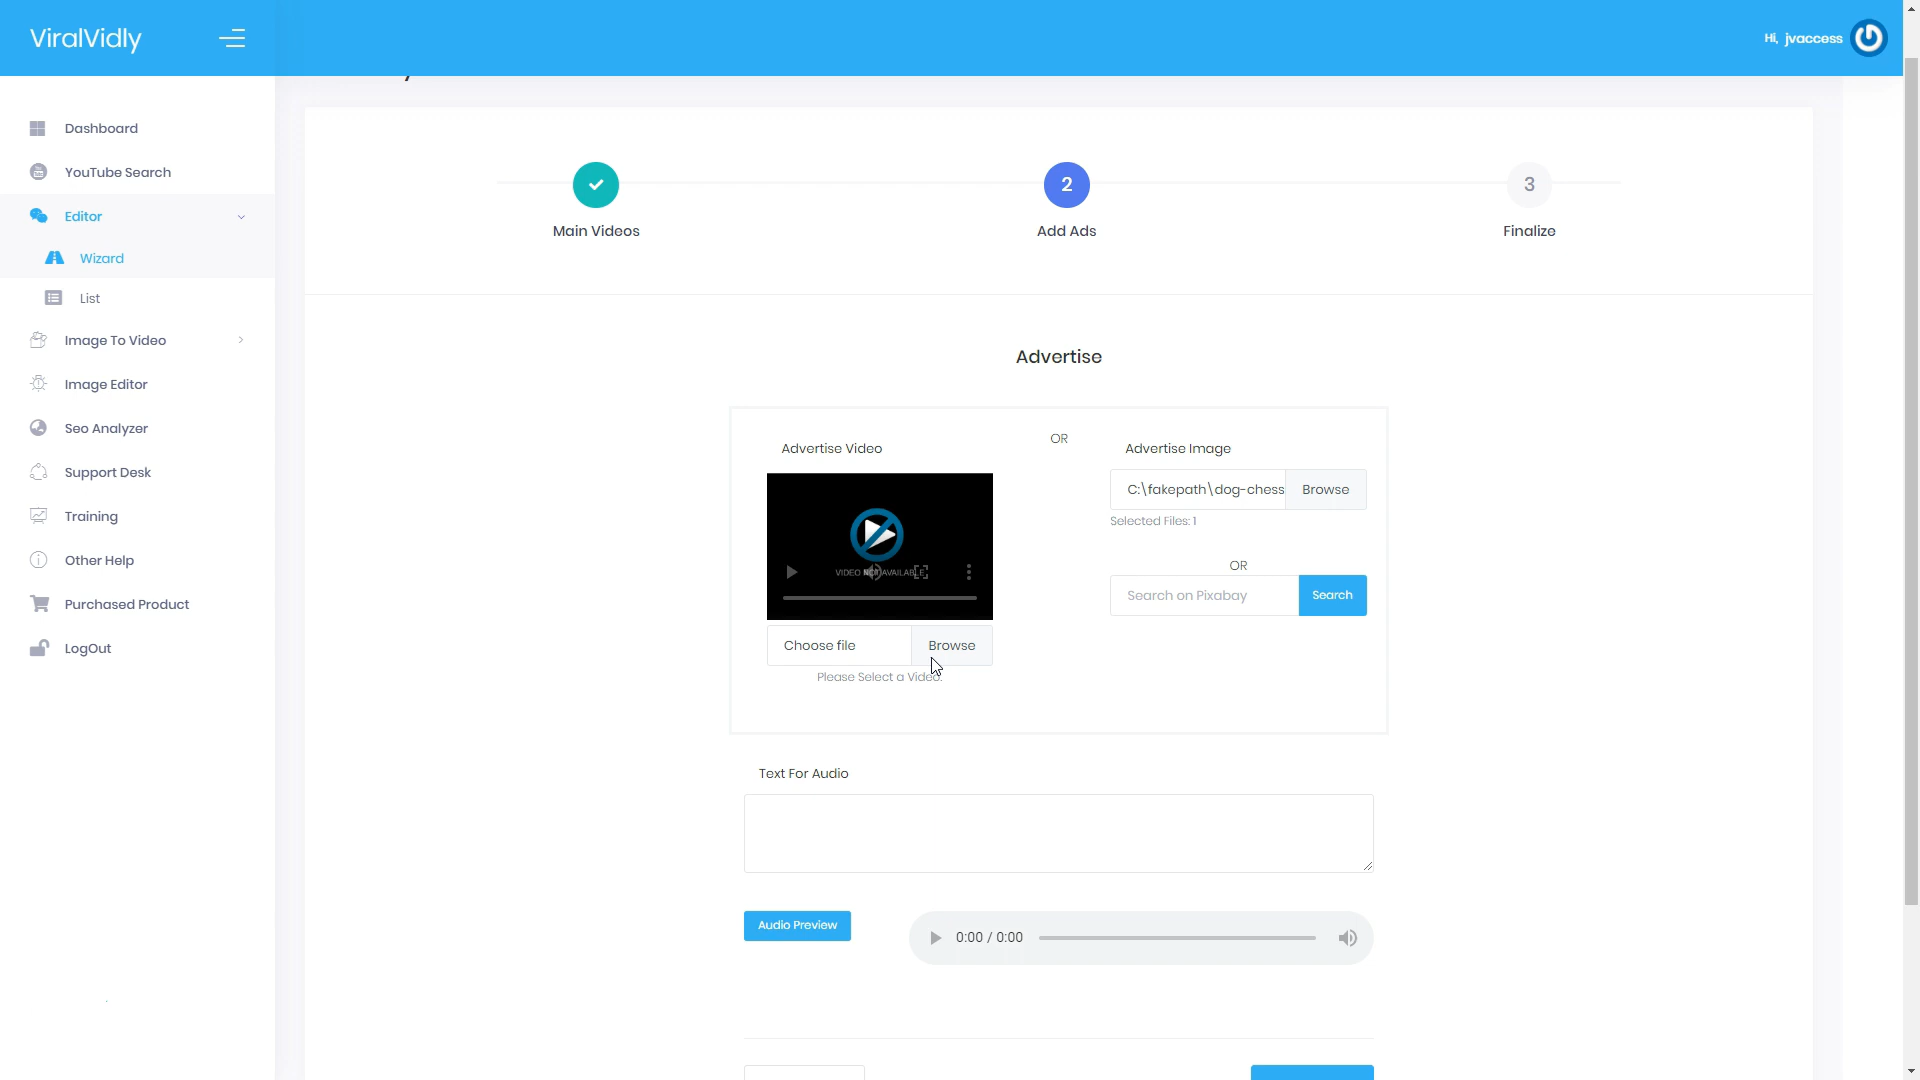 ViralVidly
Hi, jvaccess
Dashboard
YouTube Search
Editor
Wizard
List
Image To Video
Image Editor
Seo Analyzer
Support Desk
Training
Other Help
Purchased Product
LogOut
2
3
Main Videos
Add Ads
Finalize
Advertise
Advertise Video
OR
Advertise Image
C:\fakepath\dog-chess
Browse
Selected Files: 1
VIDEO NOT AVAILABLE
OR
Search on Pixabay
Search
Choose file
Browse
Please Select a Video.
Text For Audio
Audio Preview
0:00 / 0:00